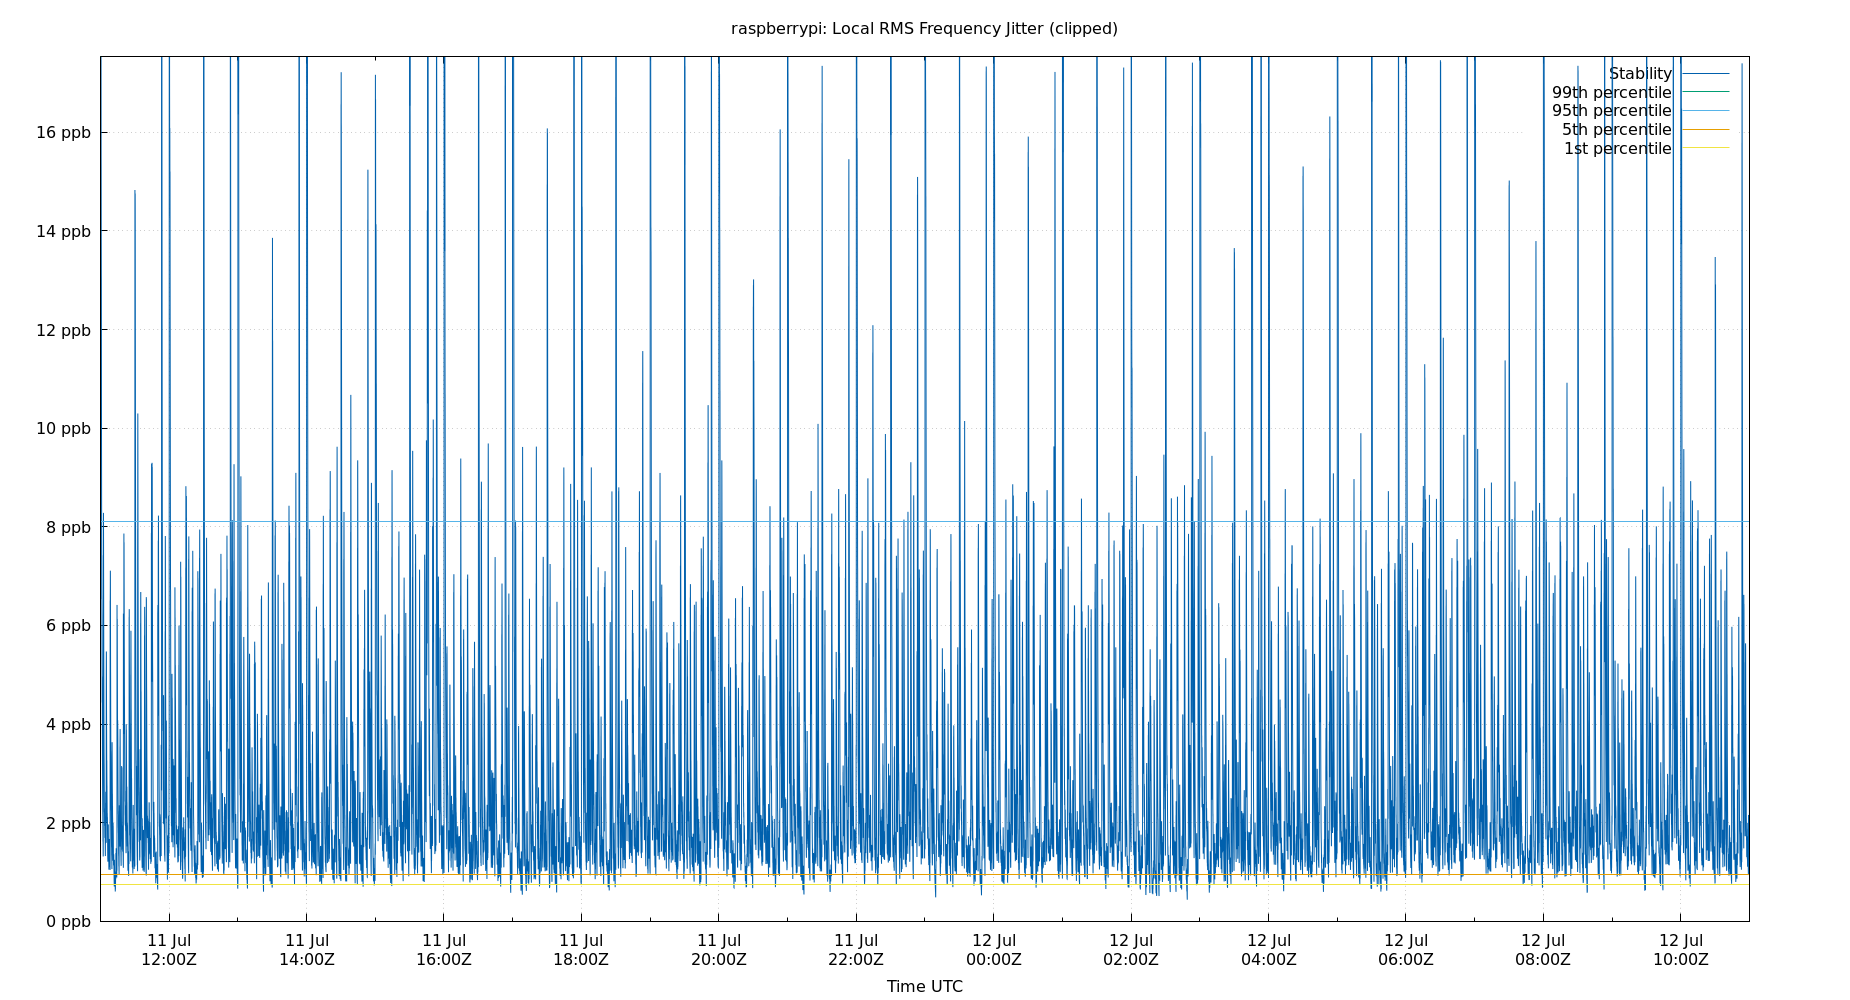 raspberrypi: Local RMS Frequency Jitter (clipped)
Stability
99th percentile
95th percentile
5th percentile
1st percentile
16 ppb
14 ppb
12 ppb
10 ppb
8 ppb
6 ppb
4 ppb
2 ppb
0 ppb
11 Jul 11 Jul 11 Jul 11 Jul 11 Jul 11 Jul 12 Jul 12 Jul 12 Jul 12 Jul 12 Jul 12 Jul
12:00Z 14:00Z 16:00Z 18:00Z 20:00Z 22:00Z 00:00Z 02:00Z 04:00Z 06:00Z 08:00Z 10:00Z
Time UTC